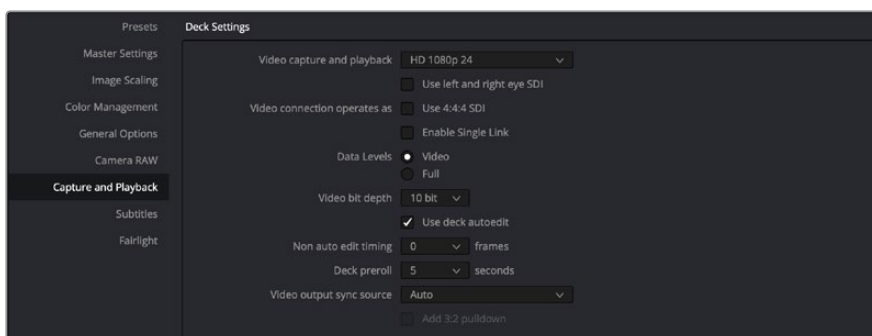 Presets
Master Settings
Image Scaling
Color Management
General Options
Camera RAW
Capture and Playback
Subtitles
Fairlight
Deck Settings
Video capture and playback HD 1080p 24
Use left and right eye SDI
Video connection operates as Use 4:4:4 SDI
Enable Single Link
Data Levels Video
Full
Video bit depth 10 bit
Use deck autoedit
Non auto edit timing 0 frames
Deck preroll 5 seconds
Video output sync source Auto
Add 3:2 pulldown